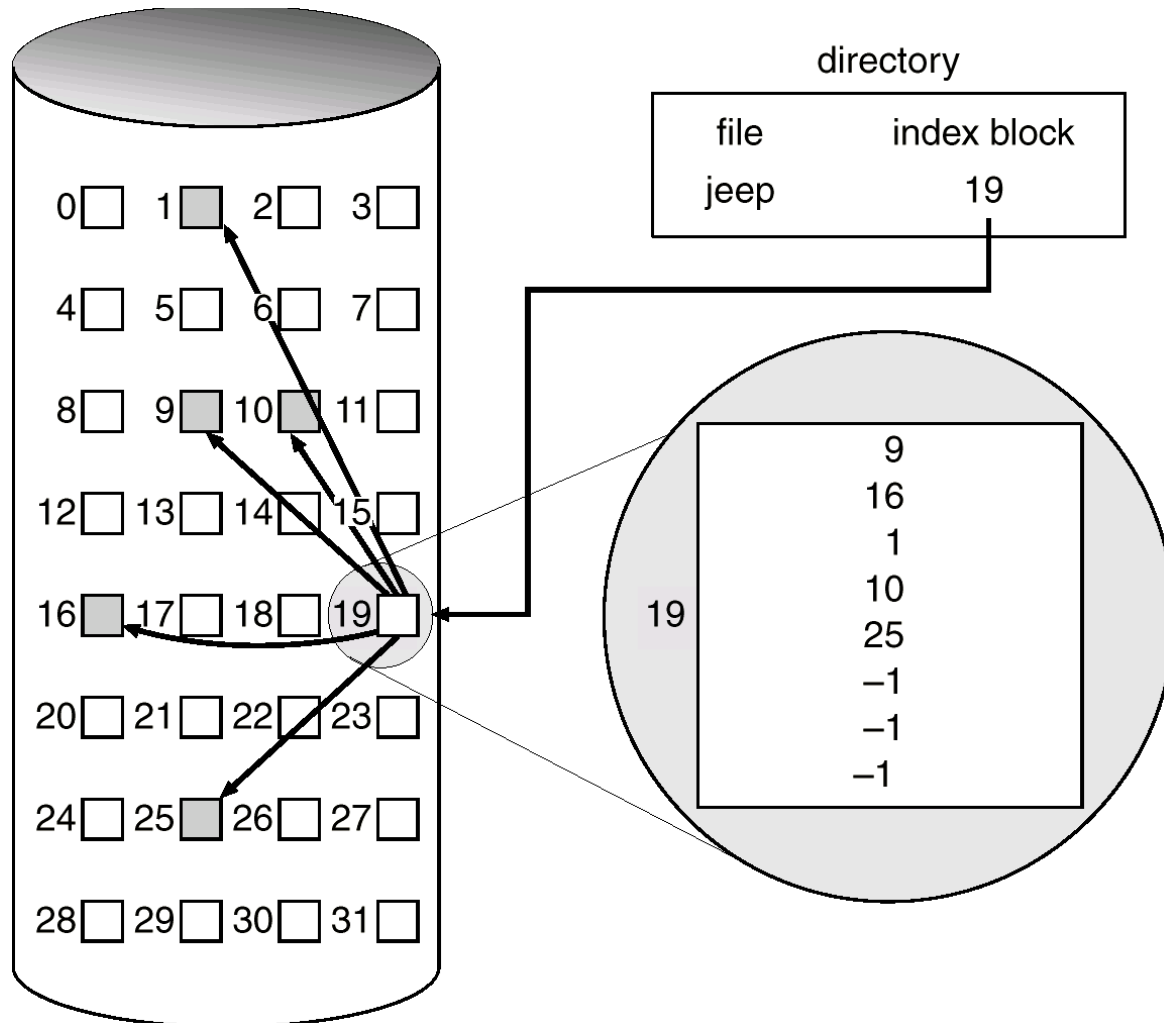 directory
file index block
jeep 19
0 1 2 3
4 5 6 7
8 9 10 11
12 13 14 15
16 17 18 19
20 21 22 23
24 25 26 27
28 29 30 31
19
9
16
1
10
25
–1
–1
–1